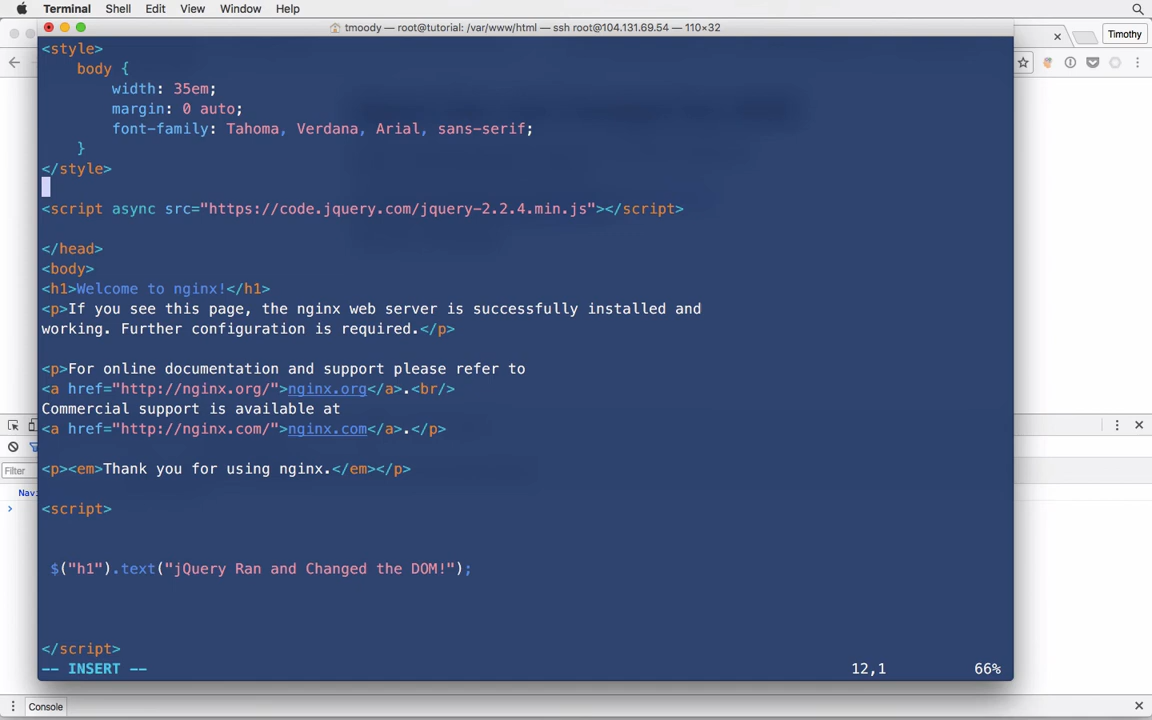 Terminal Shell Edit View Window Help
tmoody — root@tutorial: /var/www/html — ssh root@104.131.69.54 — 110×32
Timothy
<style>
body {
width: 35em;
margin: 0 auto;
font-family: Tahoma, Verdana, Arial, sans-serif;
}
</style>
<script async src="https://code.jquery.com/jquery-2.2.4.min.js"></script>
</head>
<body>
<h1>Welcome to nginx!</h1>
<p>If you see this page, the nginx web server is successfully installed and
working. Further configuration is required.</p>
<p>For online documentation and support please refer to
<a href="http://nginx.org/">nginx.org</a>.<br/>
Commercial support is available at
<a href="http://nginx.com/">nginx.com</a>.</p>
Filter
<p><em>Thank you for using nginx.</em></p>
Nav
<script>
$("h1").text("jQuery Ran and Changed the DOM!");
</script>
-- INSERT -- 12,1 66%
Console